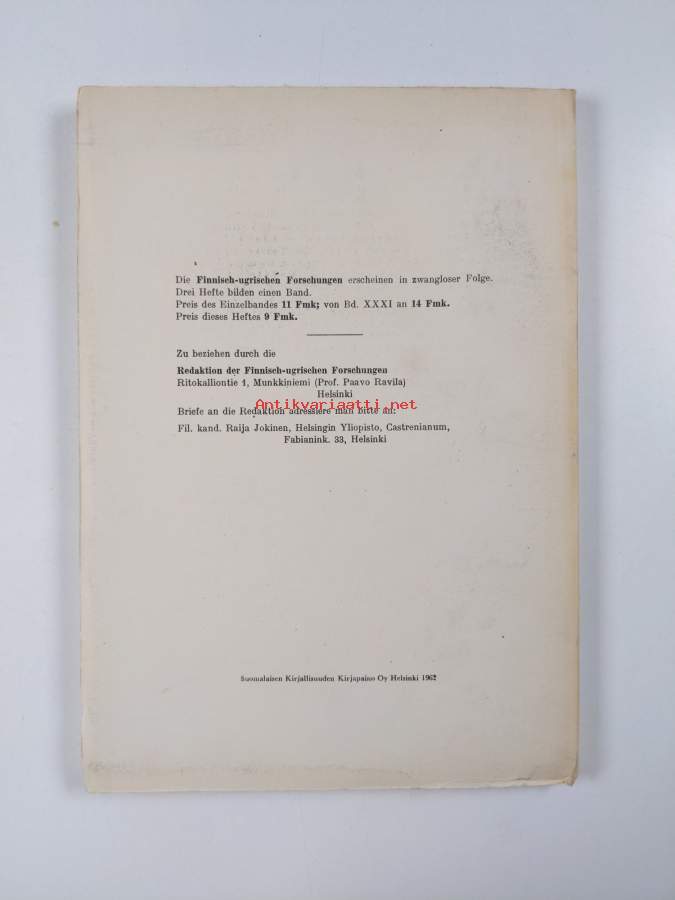 Die Finnisch-ugrischen Forschungen erscheinen in zwangloser Folge.
Drei Hefte bilden einen Band.
Preis des Einzelbandes 11 Fmk; von Bd. XXXI an 14 Fmk.
Preis dieses Heftes 9 Fmk.
Zu beziehen durch die
Redaktion der Finnisch-ugrischen Forschungen
Ritokalliontie 1, Munkkiniemi (Prof. Paavo Ravila)
Helsinki
Antikvariaatti.net
Briefe an die Redaktion adressiere man bitte an:
Fil. kand. Raija Jokinen, Helsingin Yliopisto, Castrenianum,
Fabianink. 33, Helsinki
Suomalaisen Kirjallisuuden Kirjapaino Oy Helsinki 1962